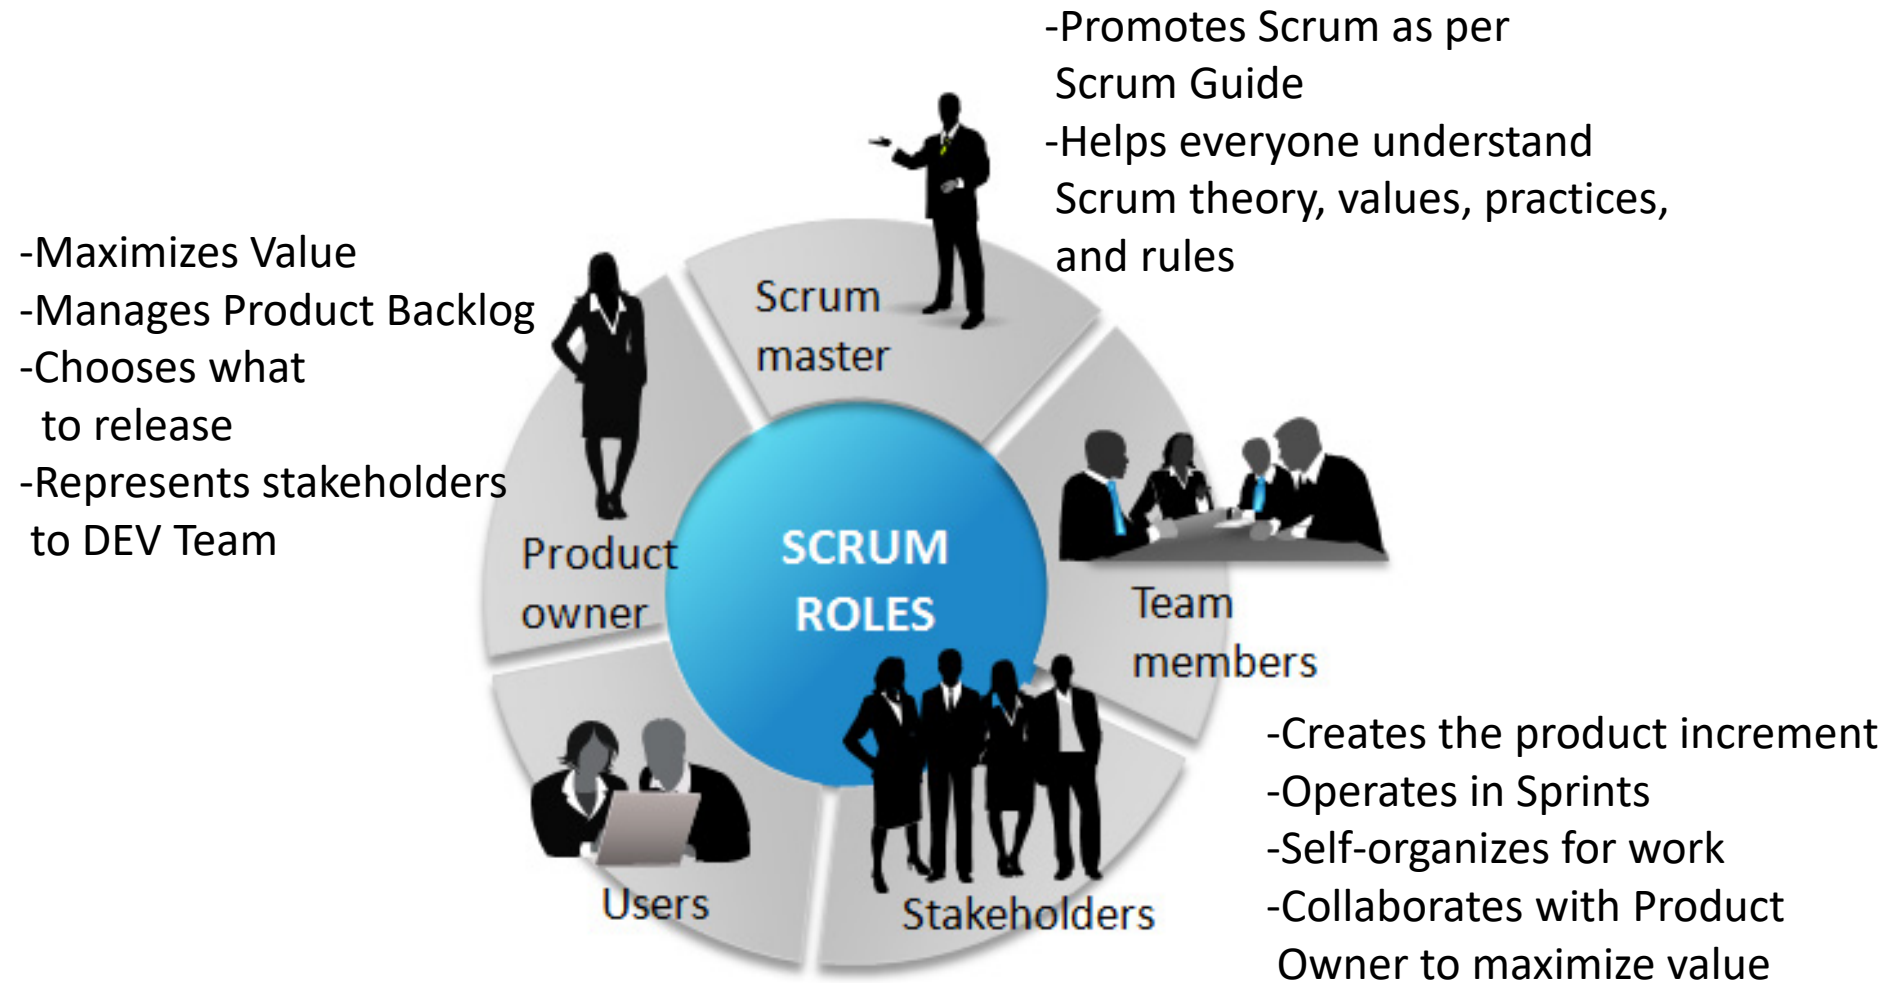 -Promotes Scrum as per
Scrum Guide
-Helps everyone understand
Scrum theory, values, practices,
and rules
-Maximizes Value
-Manages Product Backlog
-Chooses what
to release
-Represents stakeholders
to DEV Team
Scrum
master
Product
owner
SCRUM
ROLES
Team
members
-Creates the product increment
-Operates in Sprints
-Self-organizes for work
-Collaborates with Product
Owner to maximize value
Users
Stakeholders